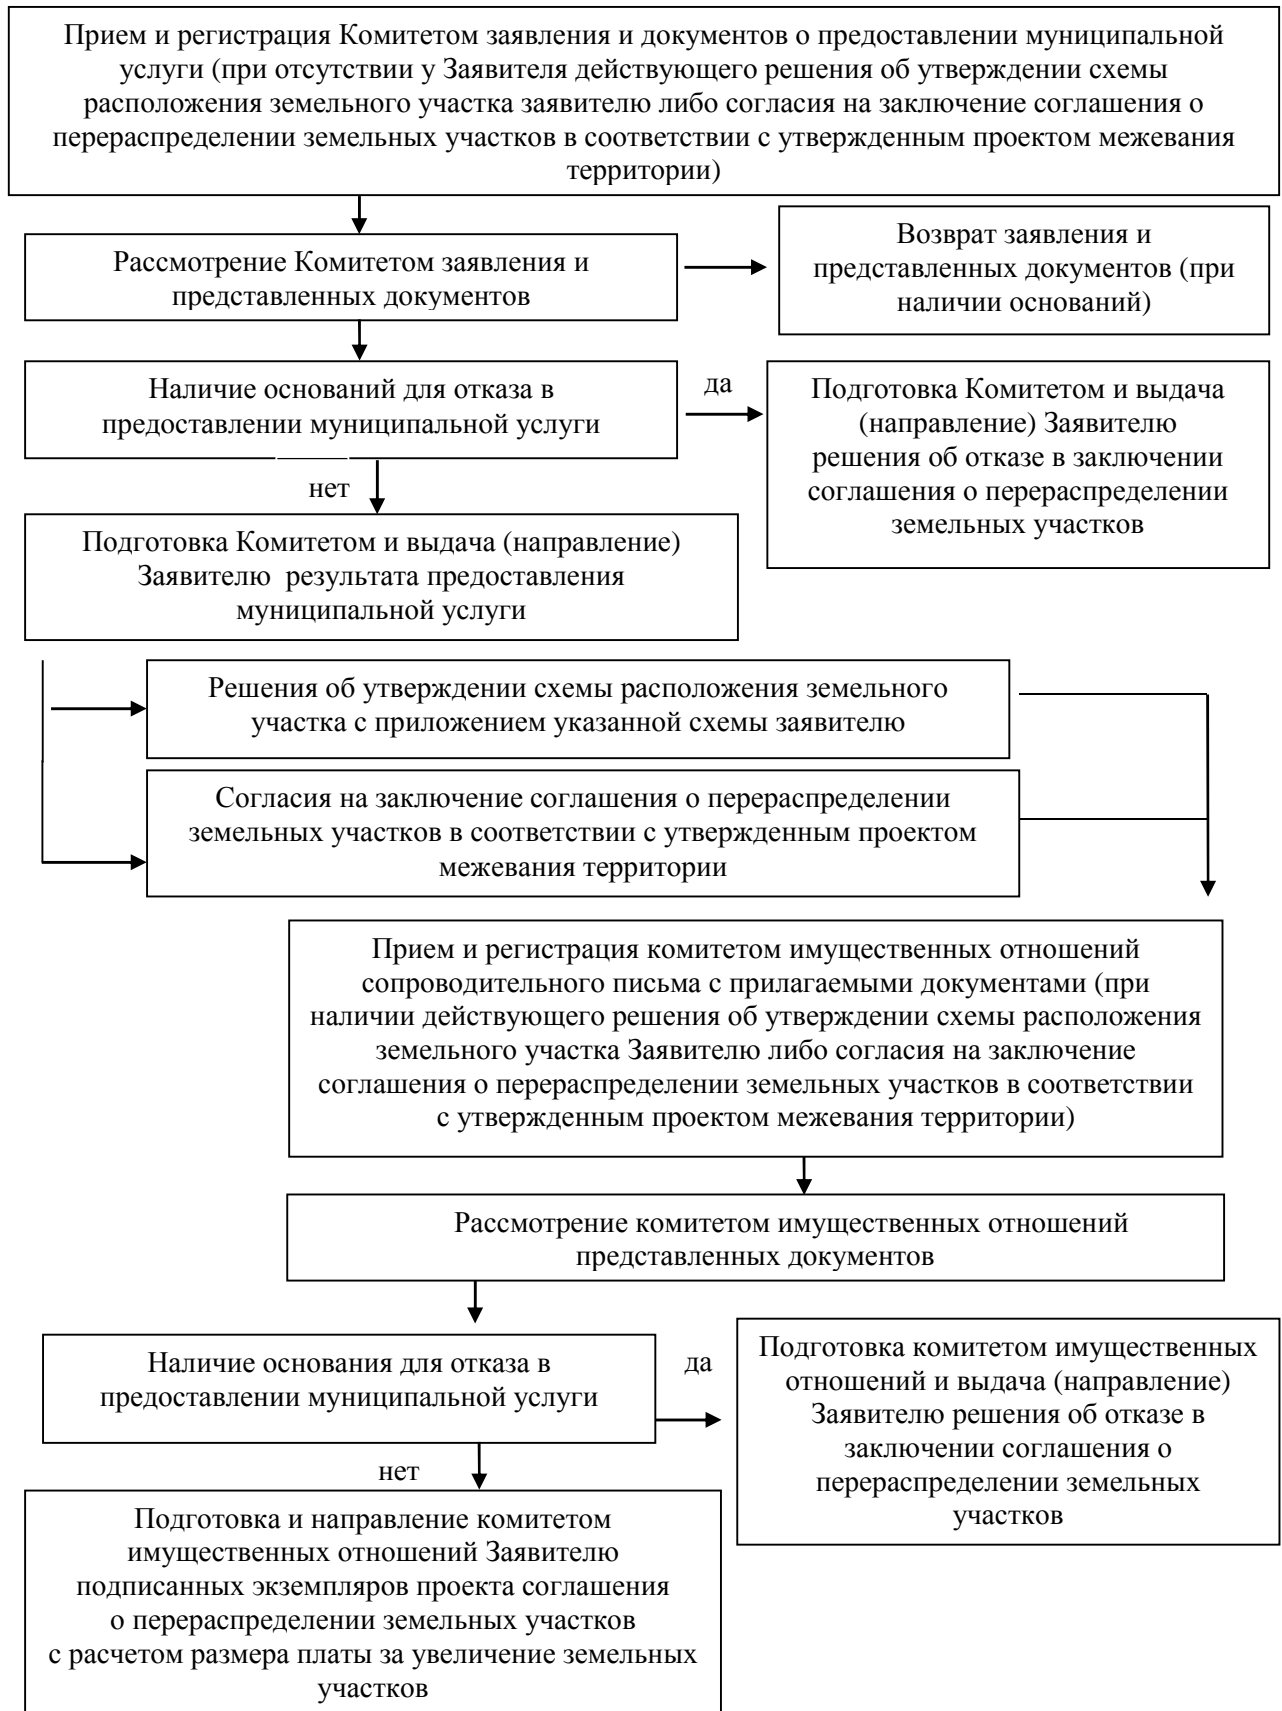 Прием и регистрация Комитетом заявления и документов о предоставлении муниципальной
услуги (при отсутствии у Заявителя действующего решения об утверждении схемы
расположения земельного участка заявителю либо согласия на заключение соглашения о
перераспределении земельных участков в соответствии с утвержденным проектом межевания
территории)
Рассмотрение Комитетом заявления и
представленных документов
Возврат заявления и
представленных документов (при
наличии оснований)
Наличие оснований для отказа в
предоставлении муниципальной услуги
да
Подготовка Комитетом и выдача
(направление) Заявителю
решения об отказе в заключении
соглашения о перераспределении
земельных участков
нет
Подготовка Комитетом и выдача (направление)
Заявителю результата предоставления
муниципальной услуги
Решения об утверждении схемы расположения земельного
участка с приложением указанной схемы заявителю
Согласия на заключение соглашения о перераспределении
земельных участков в соответствии с утвержденным проектом
межевания территории
Прием и регистрация комитетом имущественных отношений
сопроводительного письма с прилагаемыми документами (при
наличии действующего решения об утверждении схемы расположения
земельного участка Заявителю либо согласия на заключение
соглашения о перераспределении земельных участков в соответствии
с утвержденным проектом межевания территории)
Рассмотрение комитетом имущественных отношений
представленных документов
Наличие основания для отказа в
предоставлении муниципальной услуги
да
Подготовка комитетом имущественных
отношений и выдача (направление)
Заявителю решения об отказе в
заключении соглашения о
перераспределении земельных
участков
нет
Подготовка и направление комитетом
имущественных отношений Заявителю
подписанных экземпляров проекта соглашения
о перераспределении земельных участков
с расчетом размера платы за увеличение земельных
участков